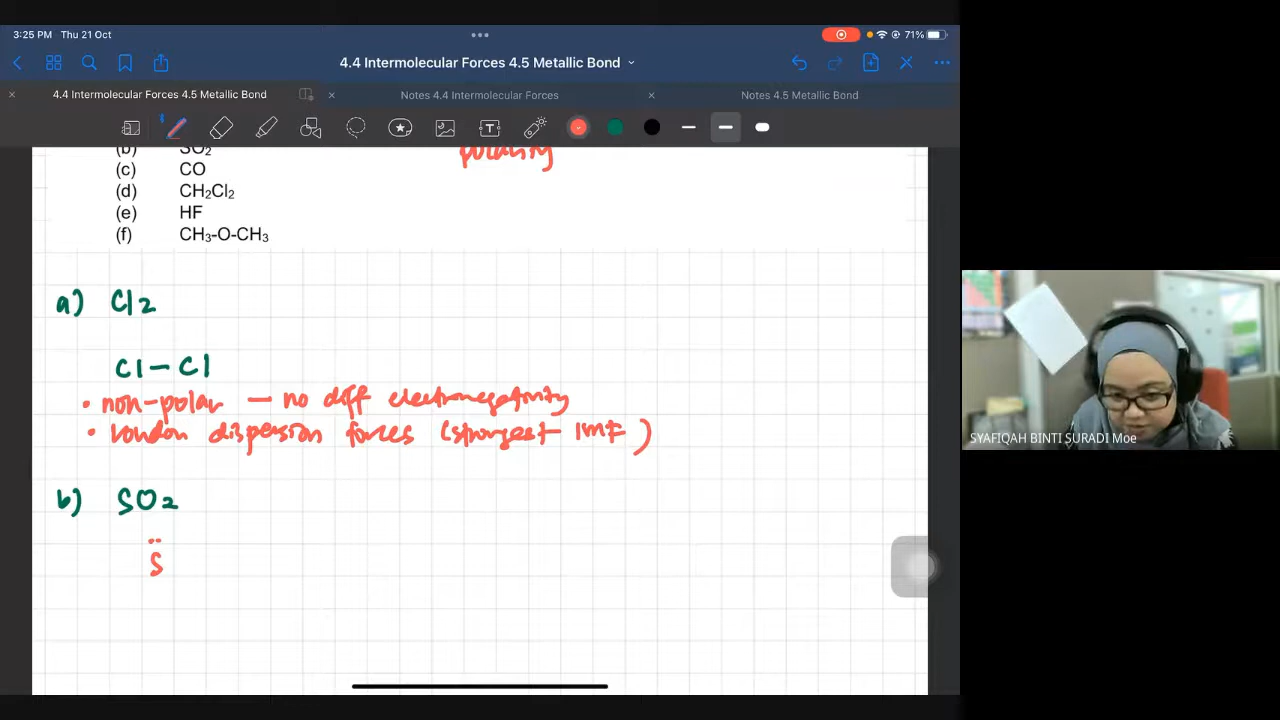 3:25 PM Thu 21 Oct
71%
4.4 Intermolecular Forces 4.5 Metallic Bond
4.4 Intermolecular Forces 4.5 Metallic Bond
Notes 4.4 Intermolecular Forces
Notes 4.5 Metallic Bond
(b) SO₂
polarity
(c) CO
(d) CH₂Cl₂
(e) HF
(f) CH₃-O-CH₃
a) Cl₂
Cl — Cl
• non-polar — no diff electronegativity
• London dispersion forces (strongest IMF)
b) SO₂
S̈
SYAFIQAH BINTI SURADI Moe